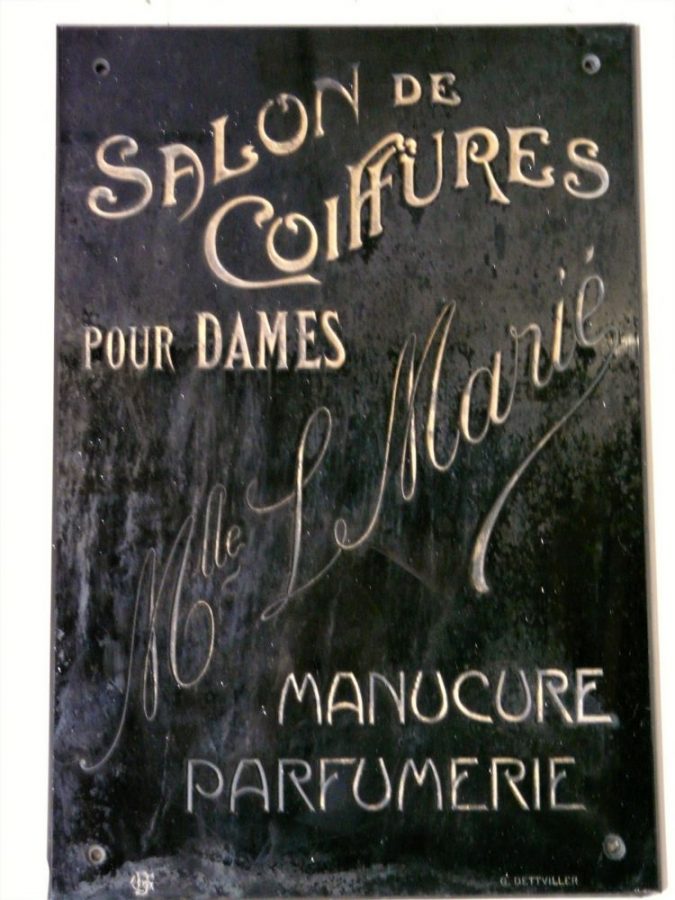 SALON DE
COIFFURES
POUR DAMES
Mlle L Marié
MANUCURE
PARFUMERIE
G. DETTVILLER